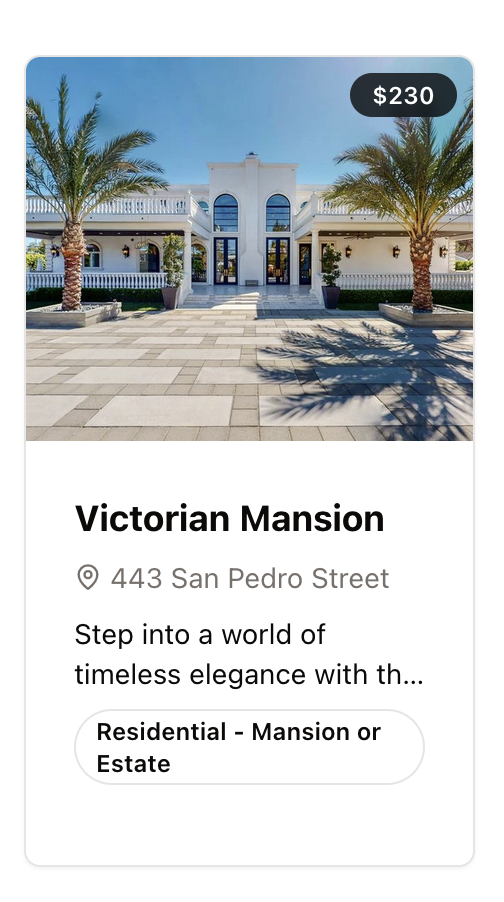 $230
Victorian Mansion
443 San Pedro Street
Step into a world of
timeless elegance with th...
Residential - Mansion or
Estate